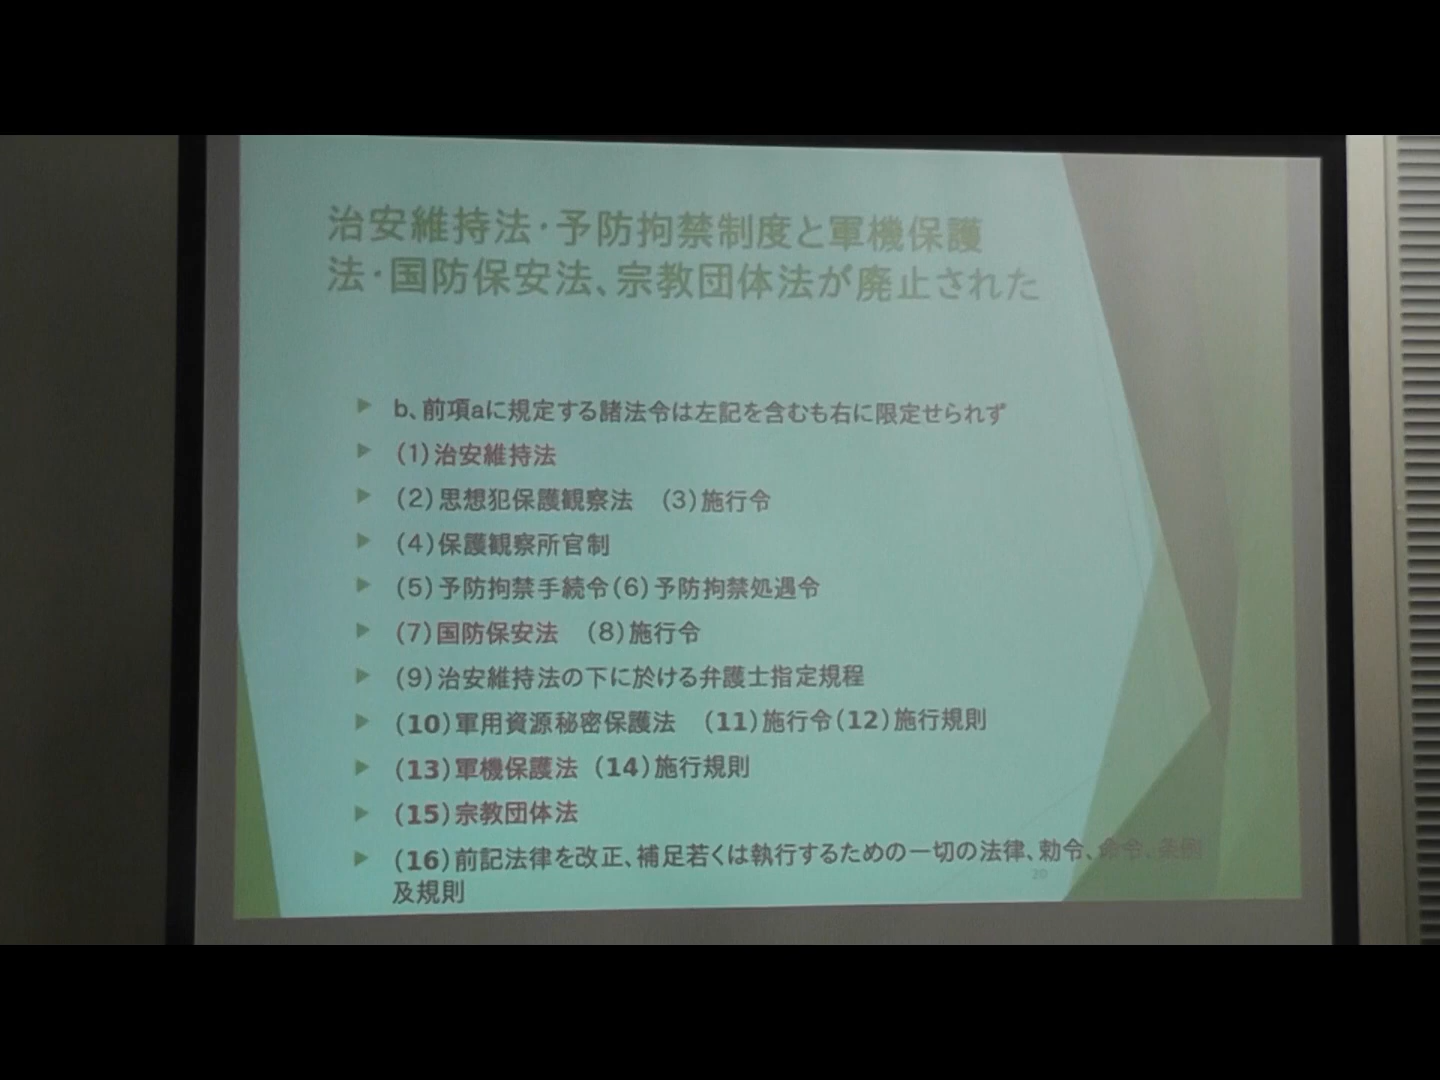 治安維持法・予防拘禁制度と軍機保護
法・国防保安法、宗教団体法が廃止された
b、前項aに規定する諸法令は左記を含むも右に限定せられず
(1)治安維持法
(2)思想犯保護観察法 (3)施行令
(4)保護観察所官制
(5)予防拘禁手続令(6)予防拘禁処遇令
(7)国防保安法 (8)施行令
(9)治安維持法の下に於ける弁護士指定規程
(10)軍用資源秘密保護法 (11)施行令(12)施行規則
(13)軍機保護法 (14)施行規則
(15)宗教団体法
(16)前記法律を改正、補足若くは執行するための一切の法律、勅令、命令、条例
及規則
20